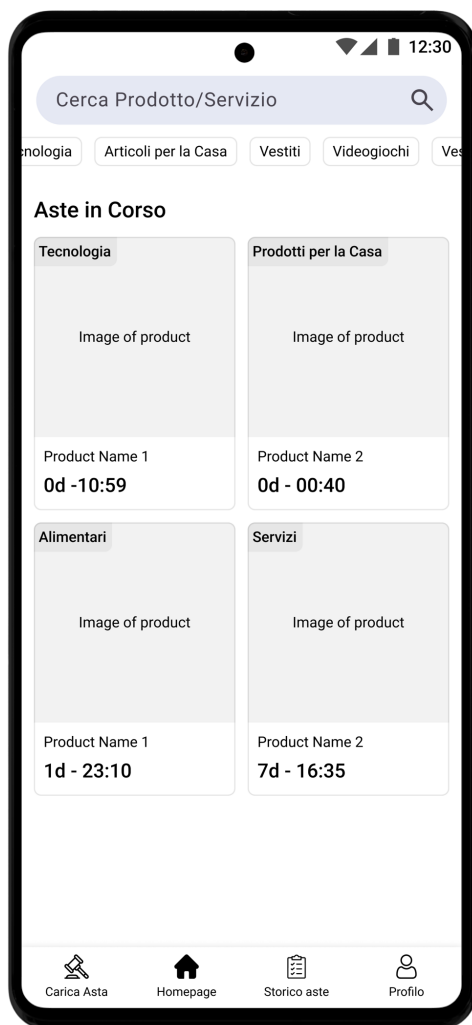 12:30
Cerca Prodotto/Servizio
nologia Articoli per la Casa Vestiti Videogiochi Ves
Aste in Corso
Tecnologia Prodotti per la Casa
Image of product Image of product
Product Name 1 Product Name 2
0d -10:59 0d - 00:40
Alimentari Servizi
Image of product Image of product
Product Name 1 Product Name 2
1d - 23:10 7d - 16:35
Carica Asta Homepage Storico aste Profilo